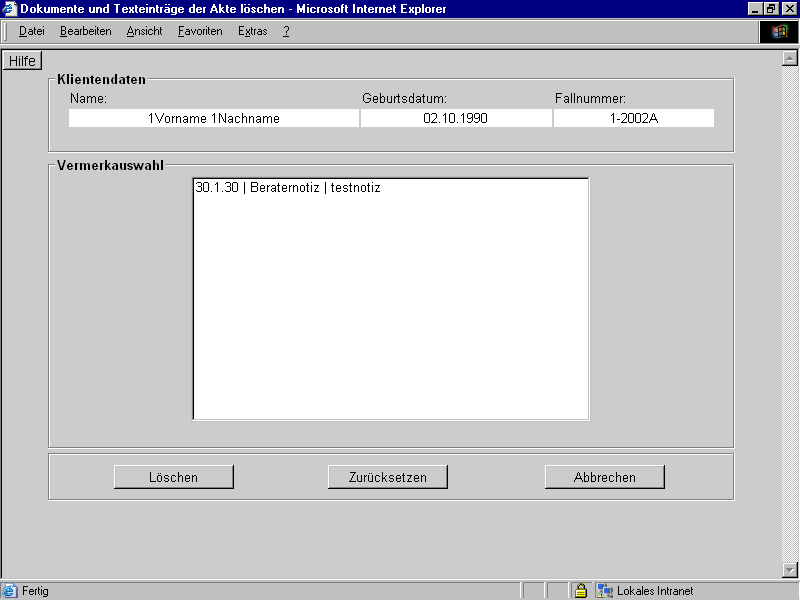 Dokumente und Texteinträge der Akte löschen - Microsoft Internet Explorer
Datei Bearbeiten Ansicht Favoriten Extras ?
Hilfe
Klientendaten
Name: Geburtsdatum: Fallnummer:
1Vorname 1Nachname 02.10.1990 1-2002A
Vermerkauswahl
30.1.30 | Beraternotiz | testnotiz
Löschen Zurücksetzen Abbrechen
Fertig Lokales Intranet